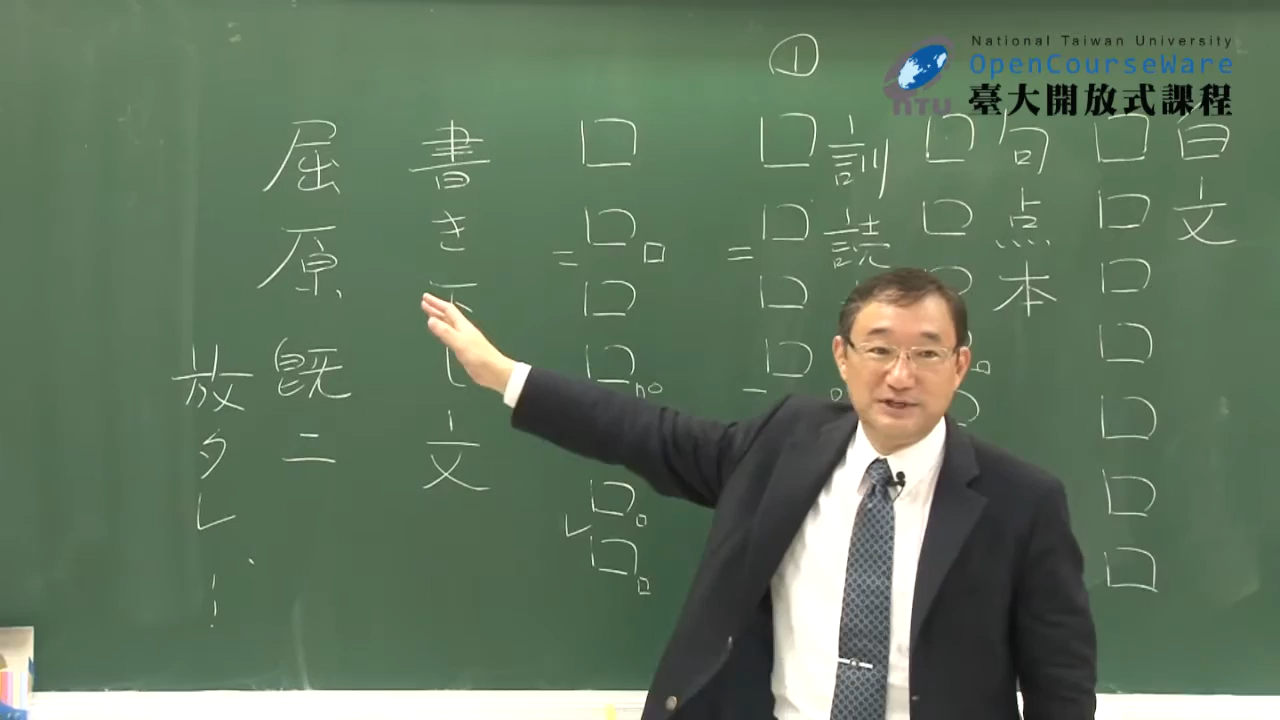 National Taiwan University
OpenCourseWare
臺大開放式課程
NTU
白文
句点本
①
訓読
書き下し文
屈原既ニ
放タレ